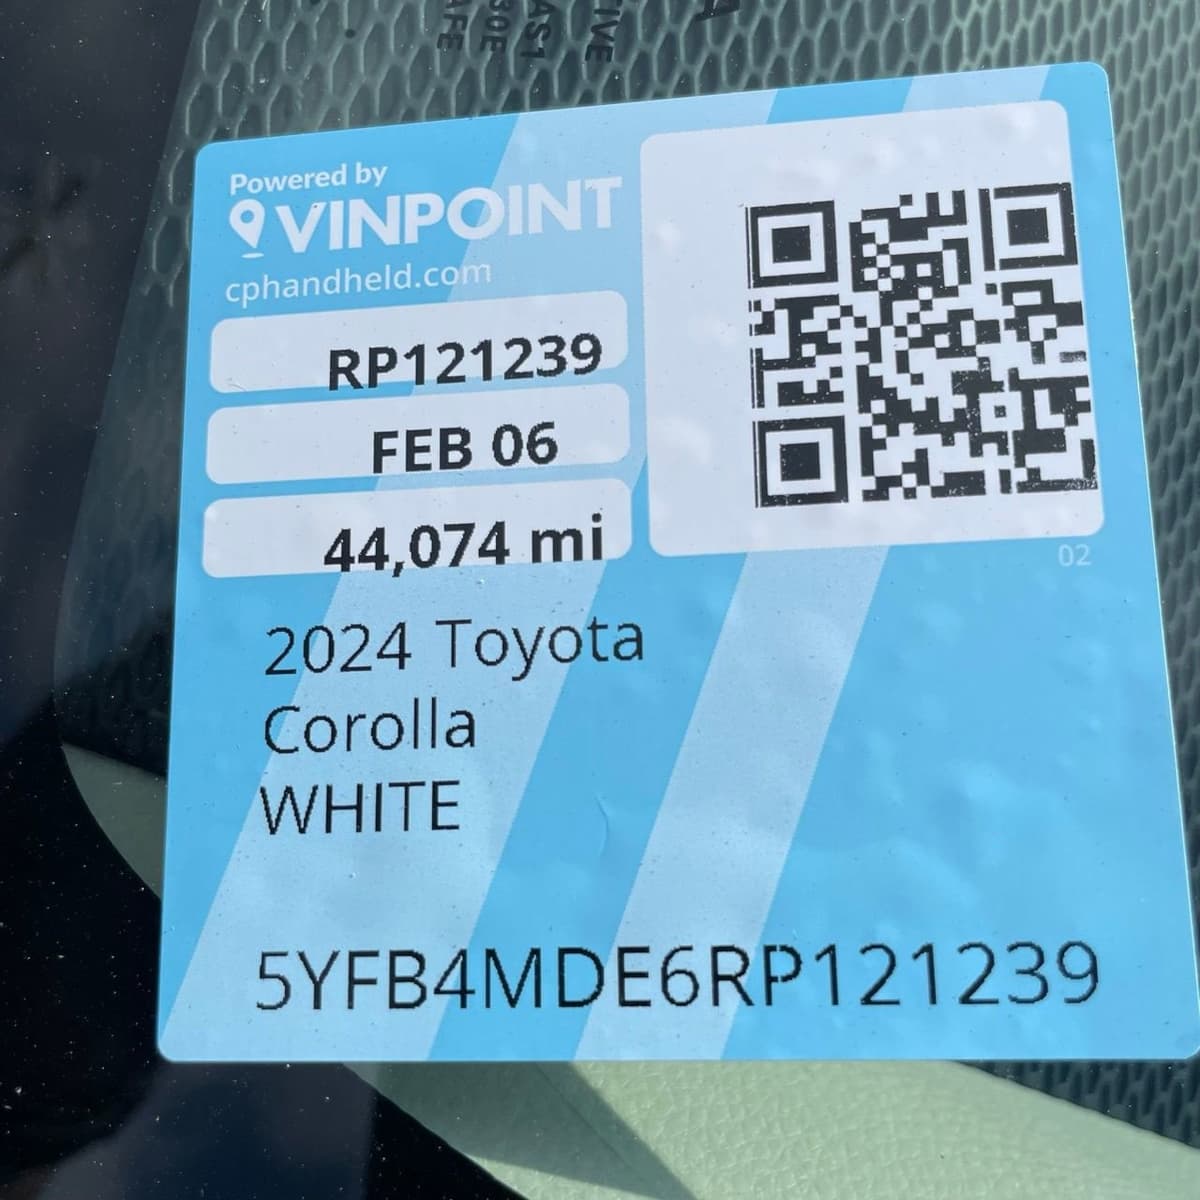 Powered by
VINPOINT
cphandheld.com
RP121239
FEB 06
44,074 mi
02
2024 Toyota
Corolla
WHITE
5YFB4MDE6RP121239